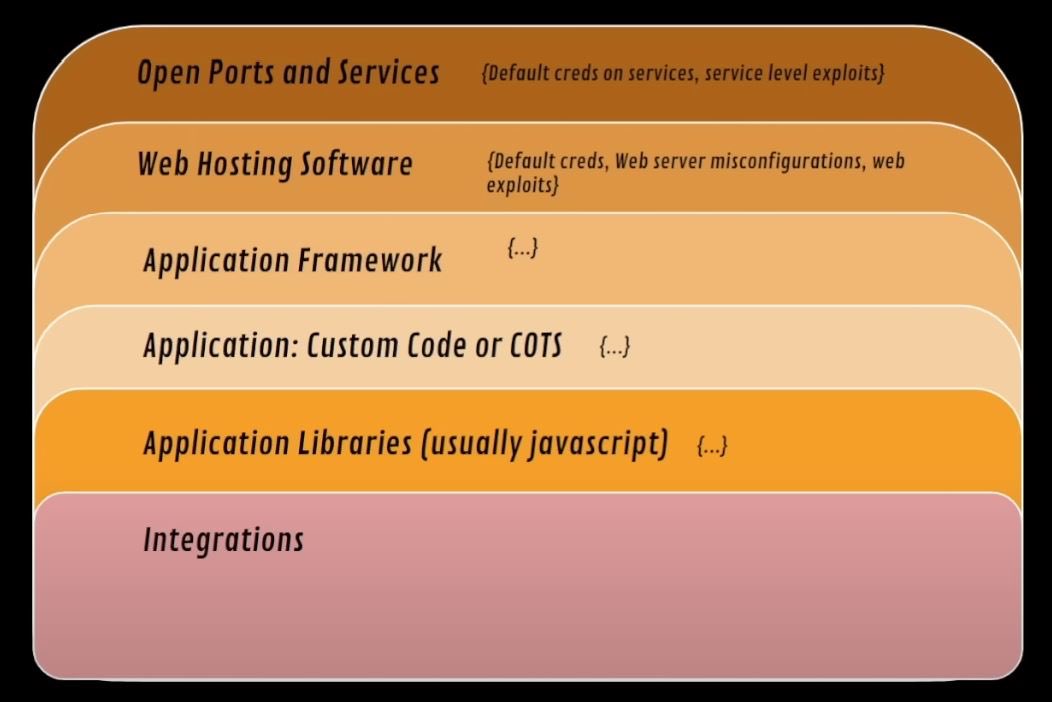 Open Ports and Services {Default creds on services, service level exploits}
Web Hosting Software {Default creds, Web server misconfigurations, web
exploits}
Application Framework {...}
Application: Custom Code or COTS {...}
Application Libraries (usually javascript) {...}
Integrations